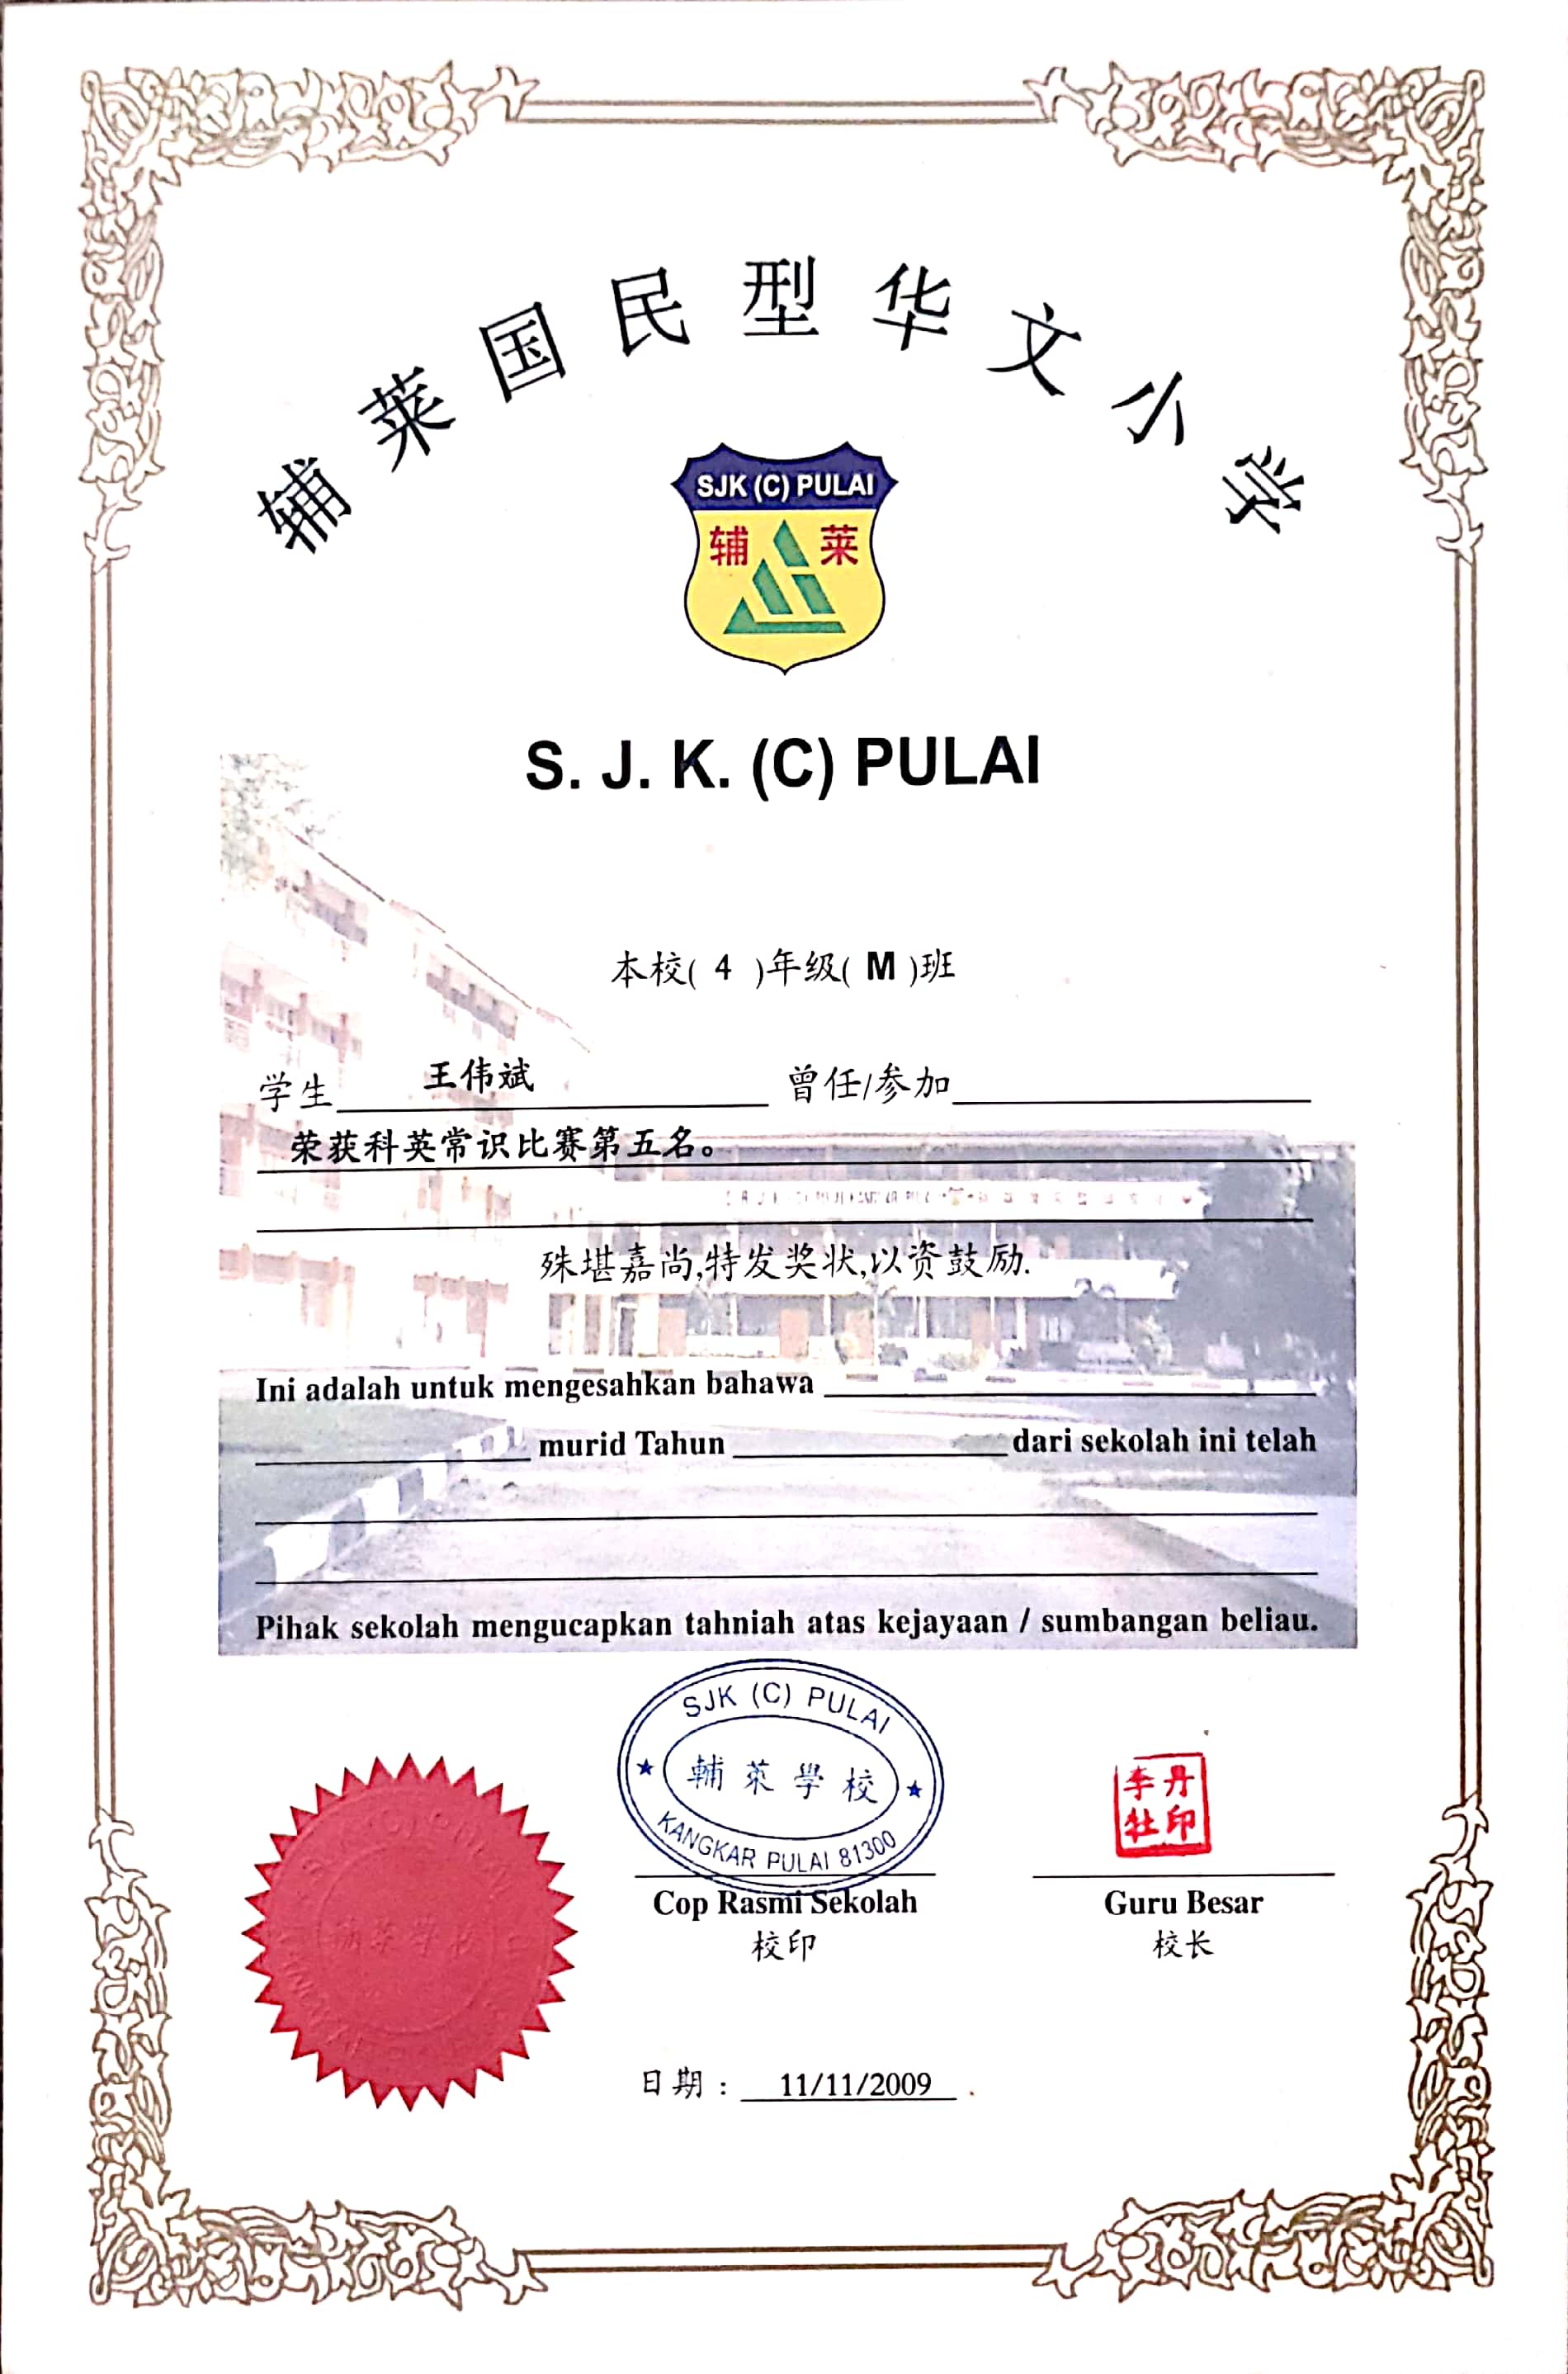 辅莱国民型华文小学
SJK (C) PULAI
辅 莱
S. J. K. (C) PULAI
本校( 4 )年级( M )班
学生 王伟斌 曾任/参加
荣获科英常识比赛第五名。
殊堪嘉尚,特发奖状,以资鼓励.
Ini adalah untuk mengesahkan bahawa
murid Tahun dari sekolah ini telah
Pihak sekolah mengucapkan tahniah atas kejayaan / sumbangan beliau.
SJK (C) PULAI
輔萊學校
KANGKAR PULAI 81300
李丹
牡印
Cop Rasmi Sekolah
校印
Guru Besar
校长
日期 : 11/11/2009 .